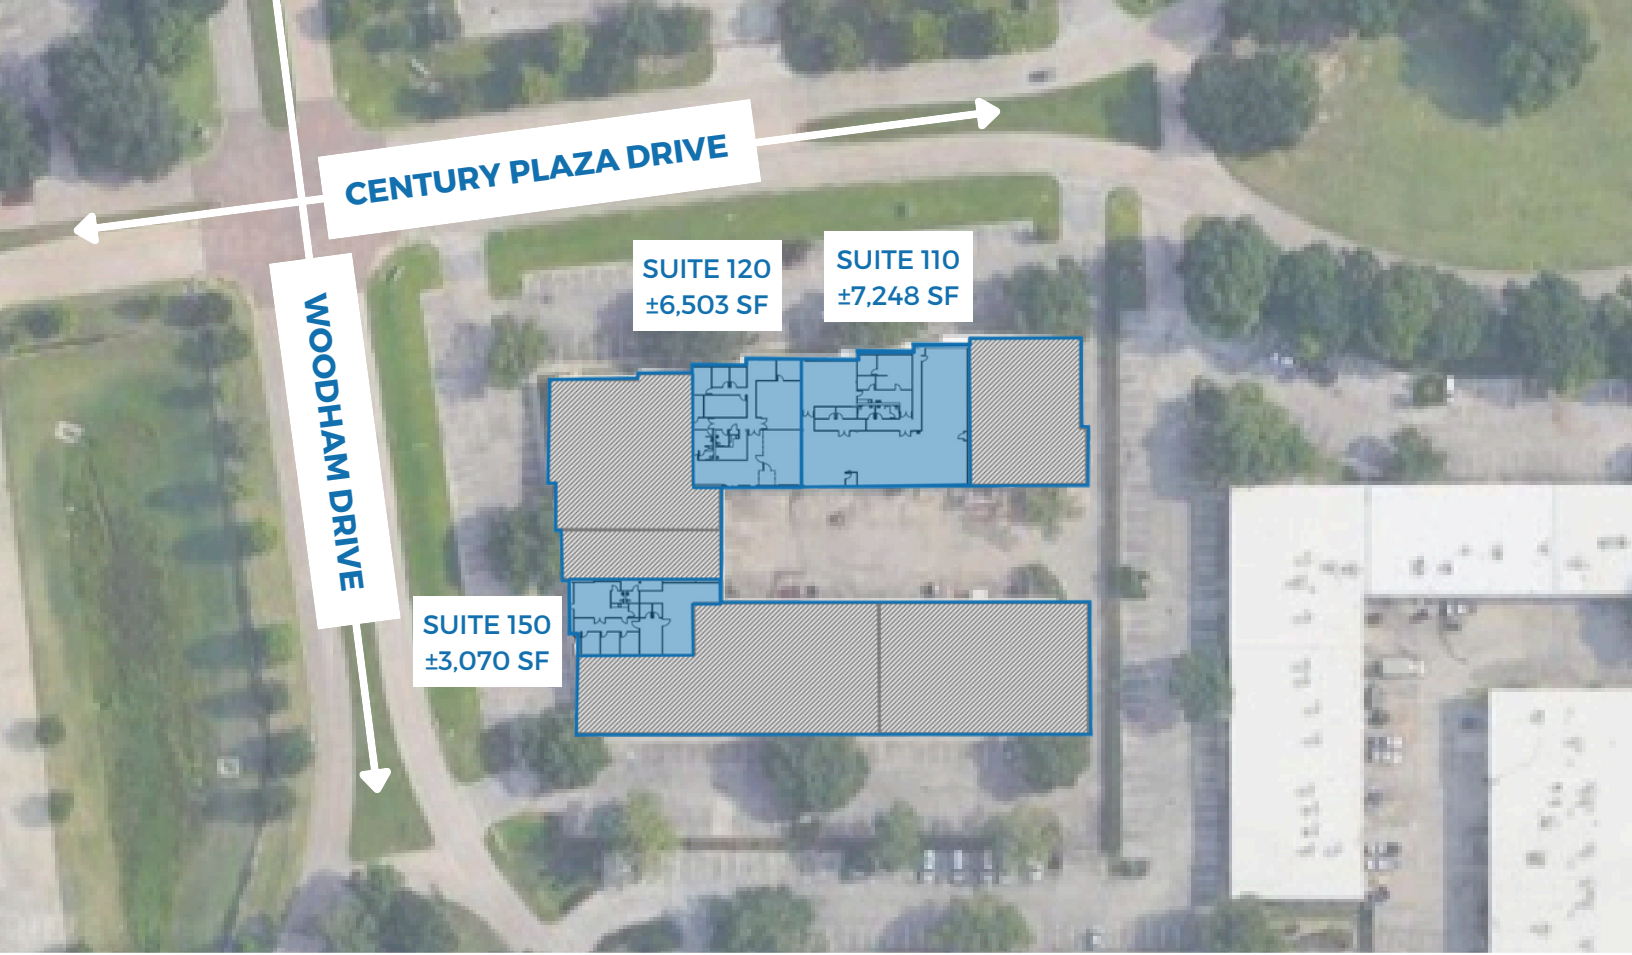 CENTURY PLAZA DRIVE
SUITE 120
±6,503 SF
SUITE 110
±7,248 SF
WOODHAM DRIVE
SUITE 150
±3,070 SF